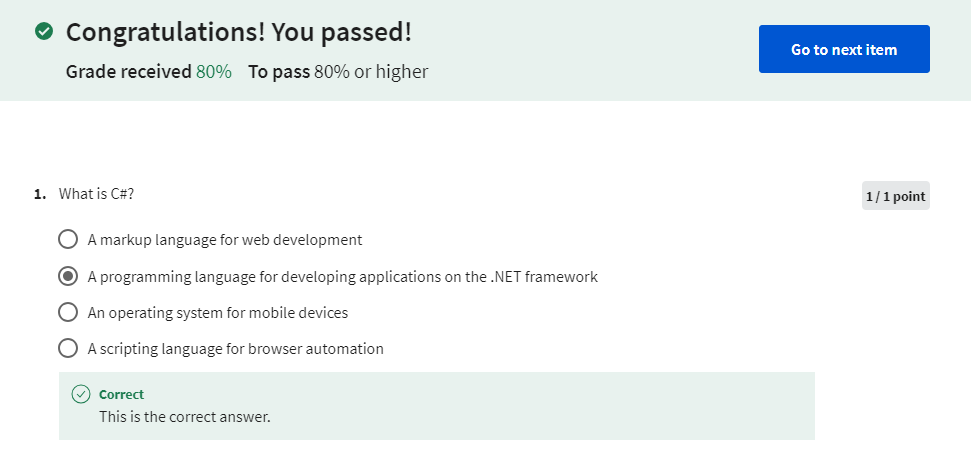 Congratulations! You passed!
Grade received 80% To pass 80% or higher
Go to next item
1. What is C#?
1 / 1 point
A markup language for web development
A programming language for developing applications on the .NET framework
An operating system for mobile devices
A scripting language for browser automation
Correct
This is the correct answer.